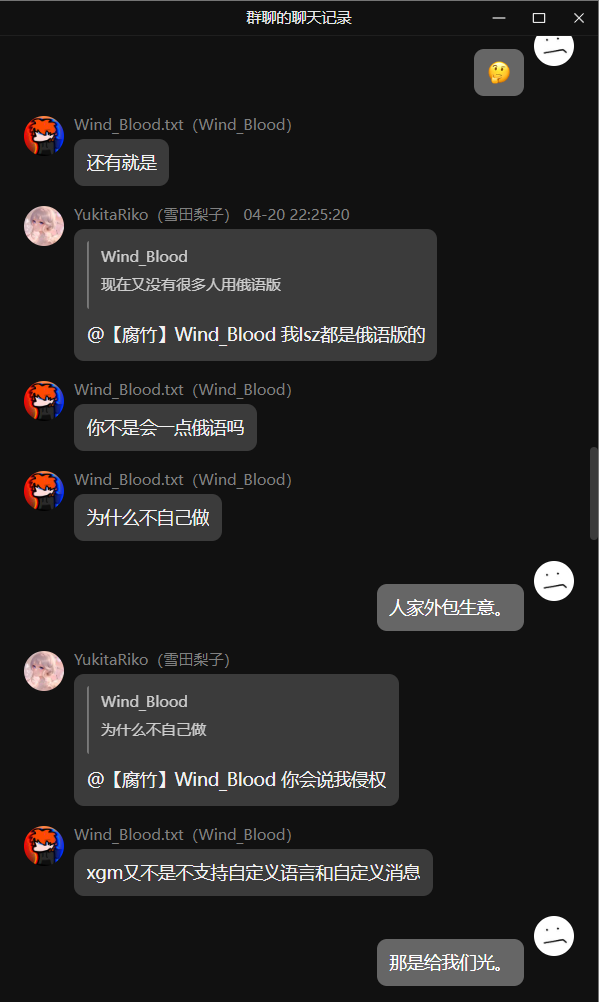 群聊的聊天记录
Wind_Blood.txt（Wind_Blood）
还有就是
YukitaRiko（雪田梨子） 04-20 22:25:20
Wind_Blood
现在又没有很多人用俄语版
@【腐竹】Wind_Blood 我lsz都是俄语版的
Wind_Blood.txt（Wind_Blood）
你不是会一点俄语吗
Wind_Blood.txt（Wind_Blood）
为什么不自己做
人家外包生意。
YukitaRiko（雪田梨子）
Wind_Blood
为什么不自己做
@【腐竹】Wind_Blood 你会说我侵权
Wind_Blood.txt（Wind_Blood）
xgm又不是不支持自定义语言和自定义消息
那是给我们光。